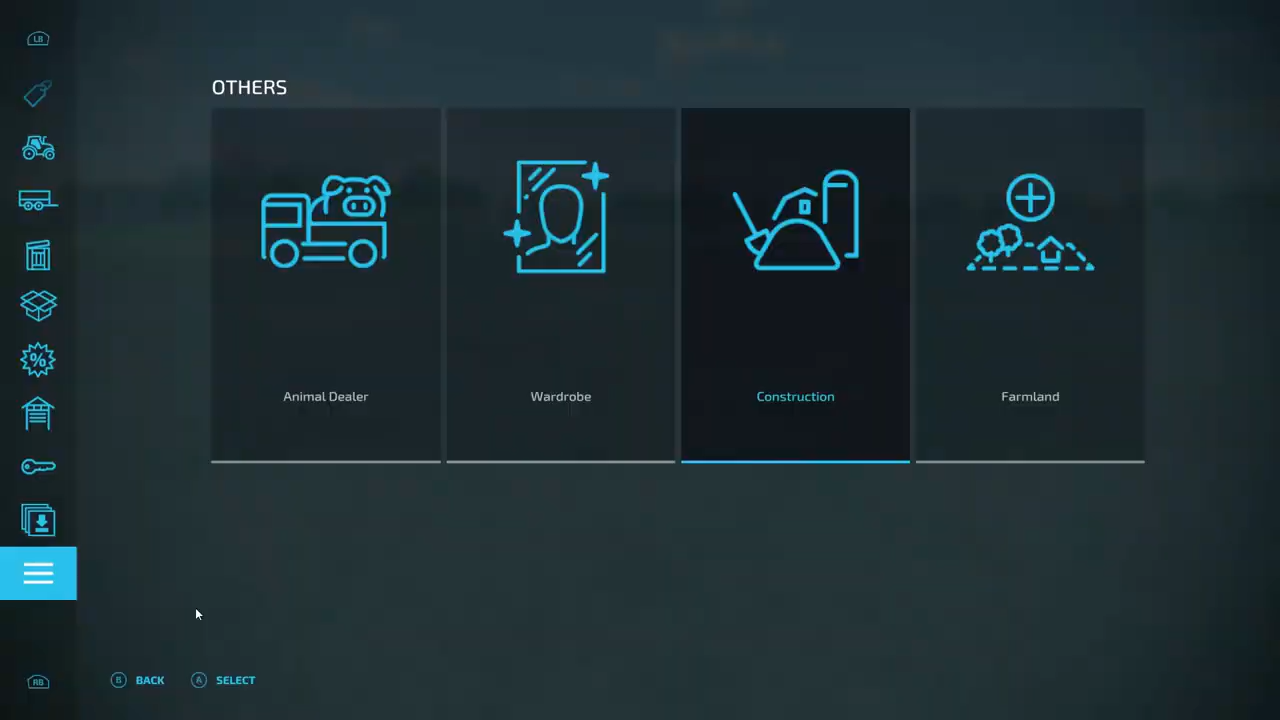 LB
OTHERS
%
Animal Dealer
Wardrobe
Construction
Farmland
RB
B BACK
A SELECT